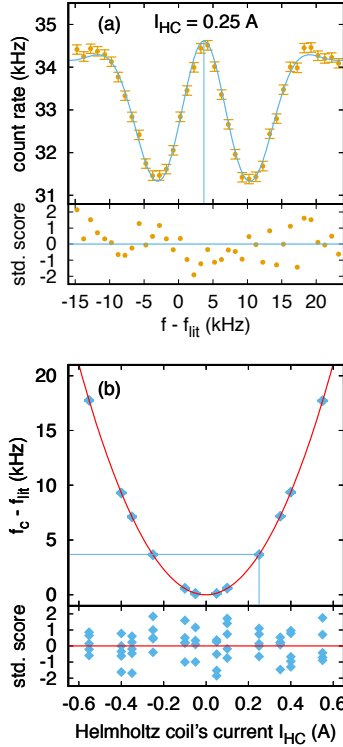 (a) I_HC = 0.25 A
count rate (kHz)
35
34
33
32
31
std. score
2
1
0
-1
-2
-15 -10 -5 0 5 10 15 20
f - f_lit (kHz)
(b)
f_c - f_lit (kHz)
20
15
10
5
0
std. score
2
1
0
-1
-2
-0.6 -0.4 -0.2 0.0 0.2 0.4 0.6
Helmholtz coil's current I_HC (A)